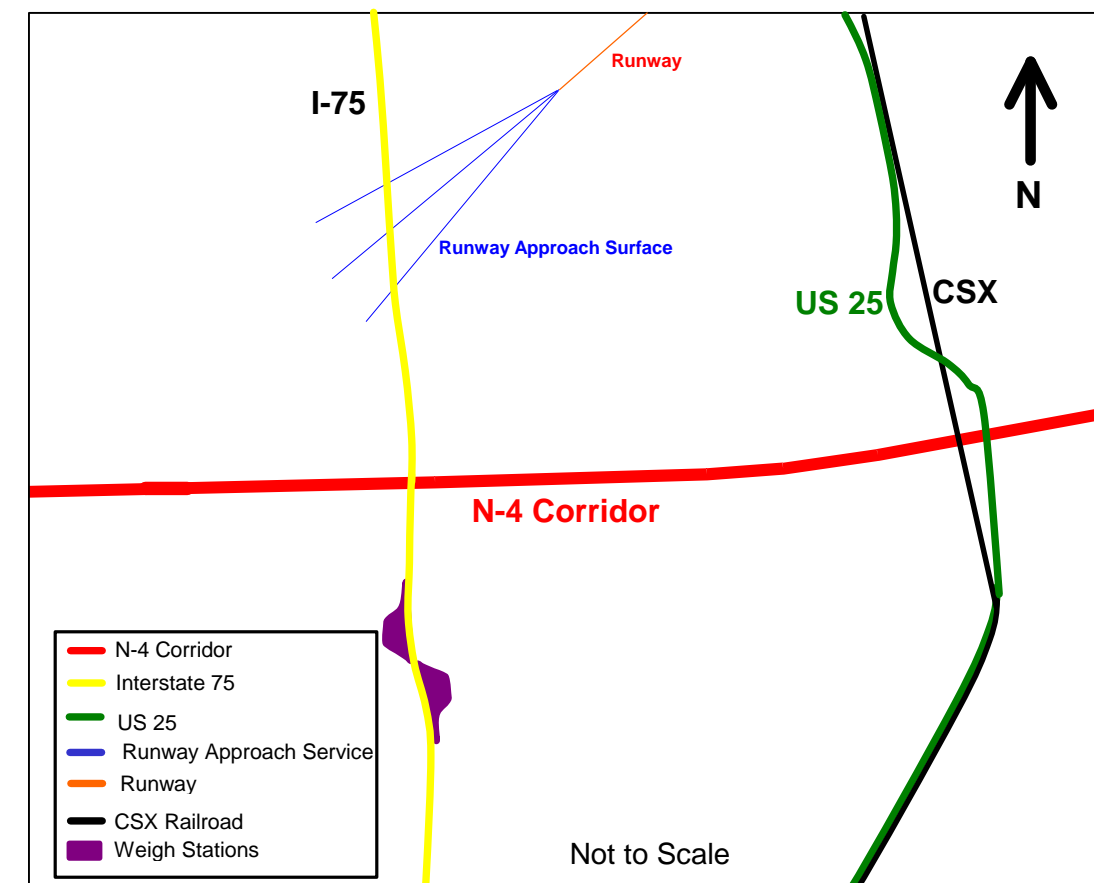 Runway
I-75
N
Runway Approach Surface
US 25
CSX
N-4 Corridor
N-4 Corridor
Interstate 75
US 25
Runway Approach Service
Runway
CSX Railroad
Weigh Stations
Not to Scale